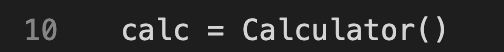 10    calc = Calculator()